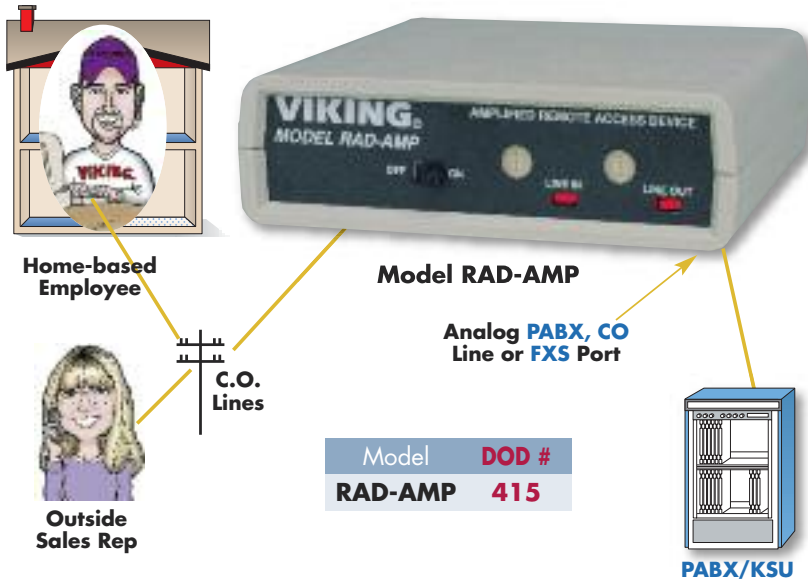 VIKING®
MODEL RAD-AMP
AMPLIFIED REMOTE ACCESS DEVICE
OFF
ON
LINE IN
LINE OUT
VIKING
Home-based
Employee
Model RAD-AMP
Analog PABX, CO
Line or FXS Port
C.O.
Lines
Outside
Sales Rep
Model DOD #
RAD-AMP 415
PABX/KSU